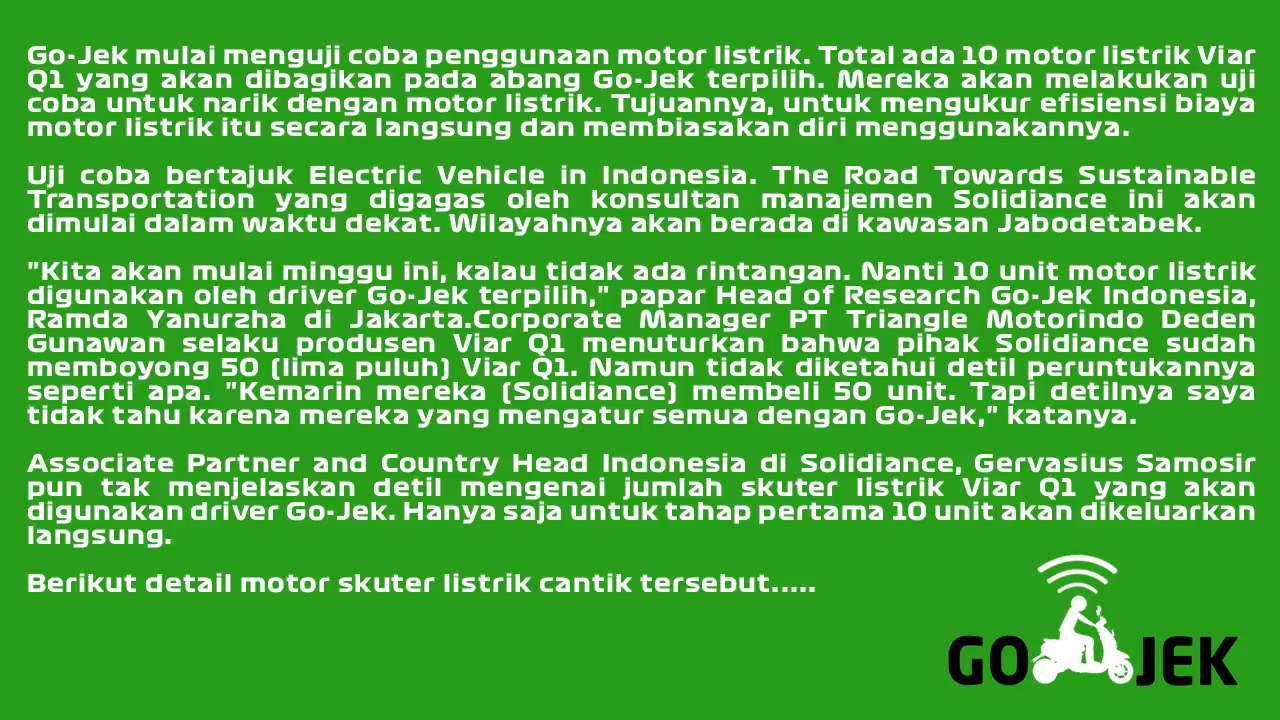 Go-Jek mulai menguji coba penggunaan motor listrik. Total ada 10 motor listrik Viar
Q1 yang akan dibagikan pada abang Go-Jek terpilih. Mereka akan melakukan uji
coba untuk narik dengan motor listrik. Tujuannya, untuk mengukur efisiensi biaya
motor listrik itu secara langsung dan membiasakan diri menggunakannya.
Uji coba bertajuk Electric Vehicle in Indonesia. The Road Towards Sustainable
Transportation yang digagas oleh konsultan manajemen Solidiance ini akan
dimulai dalam waktu dekat. Wilayahnya akan berada di kawasan Jabodetabek.
"Kita akan mulai minggu ini, kalau tidak ada rintangan. Nanti 10 unit motor listrik
digunakan oleh driver Go-Jek terpilih," papar Head of Research Go-Jek Indonesia,
Ramda Yanurzha di Jakarta.Corporate Manager PT Triangle Motorindo Deden
Gunawan selaku produsen Viar Q1 menuturkan bahwa pihak Solidiance sudah
memboyong 50 (lima puluh) Viar Q1. Namun tidak diketahui detil peruntukannya
seperti apa. "Kemarin mereka (Solidiance) membeli 50 unit. Tapi detilnya saya
tidak tahu karena mereka yang mengatur semua dengan Go-Jek," katanya.
Associate Partner and Country Head Indonesia di Solidiance, Gervasius Samosir
pun tak menjelaskan detil mengenai jumlah skuter listrik Viar Q1 yang akan
digunakan driver Go-Jek. Hanya saja untuk tahap pertama 10 unit akan dikeluarkan
langsung.
Berikut detail motor skuter listrik cantik tersebut.....
GO JEK